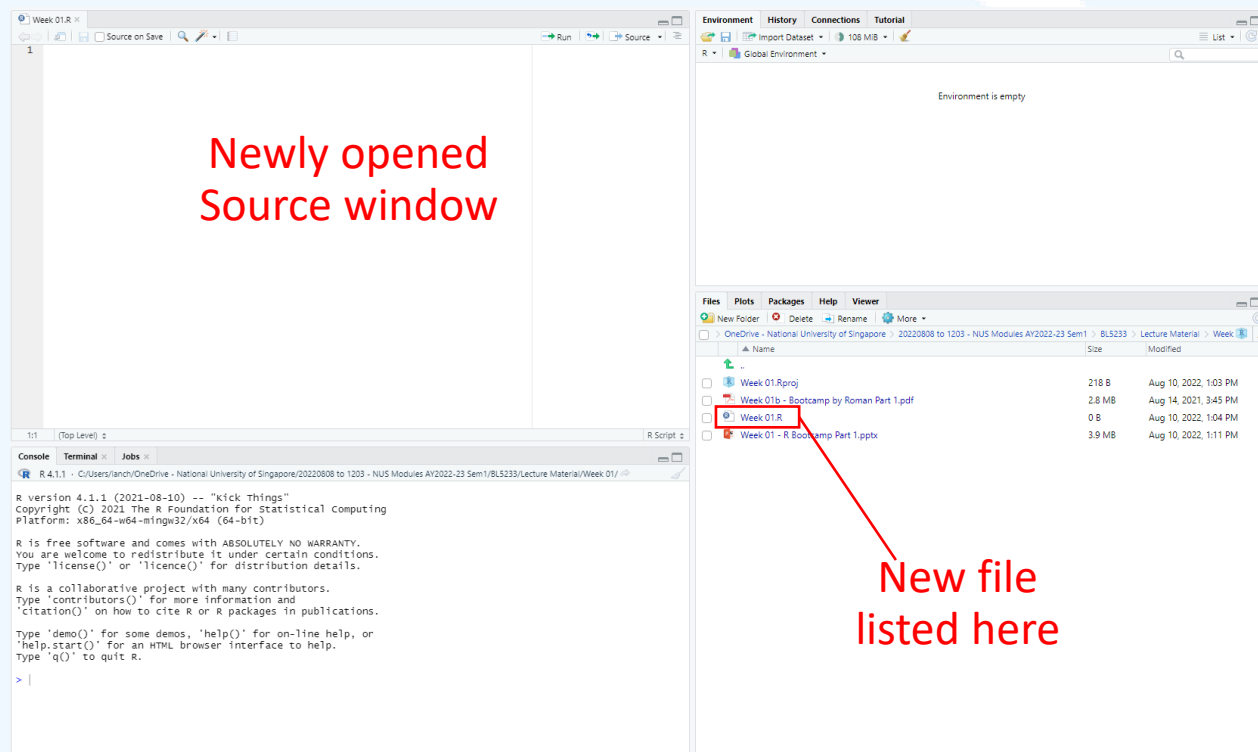 Week 01.R
Source on Save
Run
Source
1
Newly opened
Source window
1:1 (Top Level) R Script
Console Terminal Jobs
R 4.1.1 · C:/Users/ianch/OneDrive - National University of Singapore/20220808 to 1203 - NUS Modules AY2022-23 Sem1/BL5233/Lecture Material/Week 01/
R version 4.1.1 (2021-08-10) -- "Kick Things"
Copyright (C) 2021 The R Foundation for Statistical Computing
Platform: x86_64-w64-mingw32/x64 (64-bit)
R is free software and comes with ABSOLUTELY NO WARRANTY.
You are welcome to redistribute it under certain conditions.
Type 'license()' or 'licence()' for distribution details.
R is a collaborative project with many contributors.
Type 'contributors()' for more information and
'citation()' on how to cite R or R packages in publications.
Type 'demo()' for some demos, 'help()' for on-line help, or
'help.start()' for an HTML browser interface to help.
Type 'q()' to quit R.
>
Environment History Connections Tutorial
Import Dataset 108 MiB List
R Global Environment
Environment is empty
Files Plots Packages Help Viewer
New Folder Delete Rename More
OneDrive - National University of Singapore > 20220808 to 1203 - NUS Modules AY2022-23 Sem1 > BL5233 > Lecture Material > Week
Name Size Modified
..
Week 01.Rproj 218 B Aug 10, 2022, 1:03 PM
Week 01b - Bootcamp by Roman Part 1.pdf 2.8 MB Aug 14, 2021, 3:45 PM
Week 01.R 0 B Aug 10, 2022, 1:04 PM
Week 01 - R Bootcamp Part 1.pptx 3.9 MB Aug 10, 2022, 1:11 PM
New file
listed here